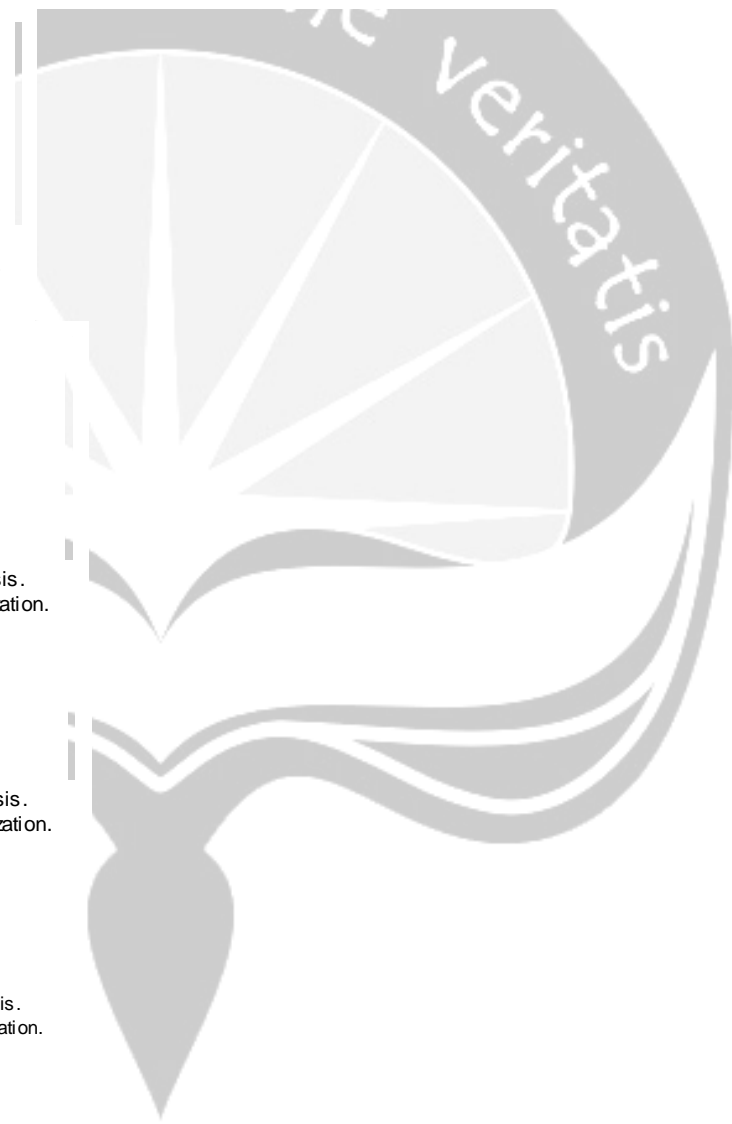 veritatis
is.
ation.
sis.
zation.
is.
ation.